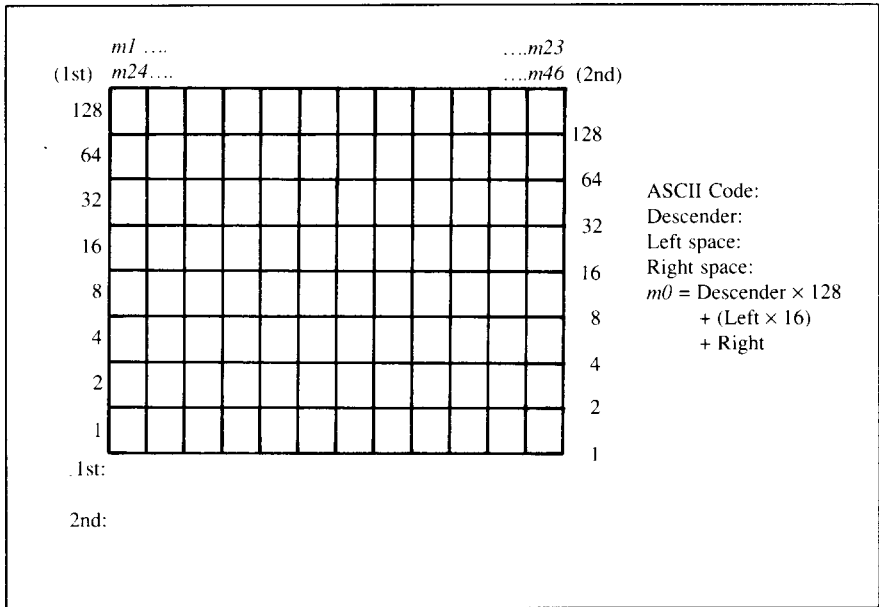 m1 .... ....m23
(1st) m24.... ....m46 (2nd)
128
128
64
64
32
32
16
16
8
8
4
4
2
2
1
1
ASCII Code:
Descender:
Left space:
Right space:
m0 = Descender × 128
+ (Left × 16)
+ Right
1st:
2nd: